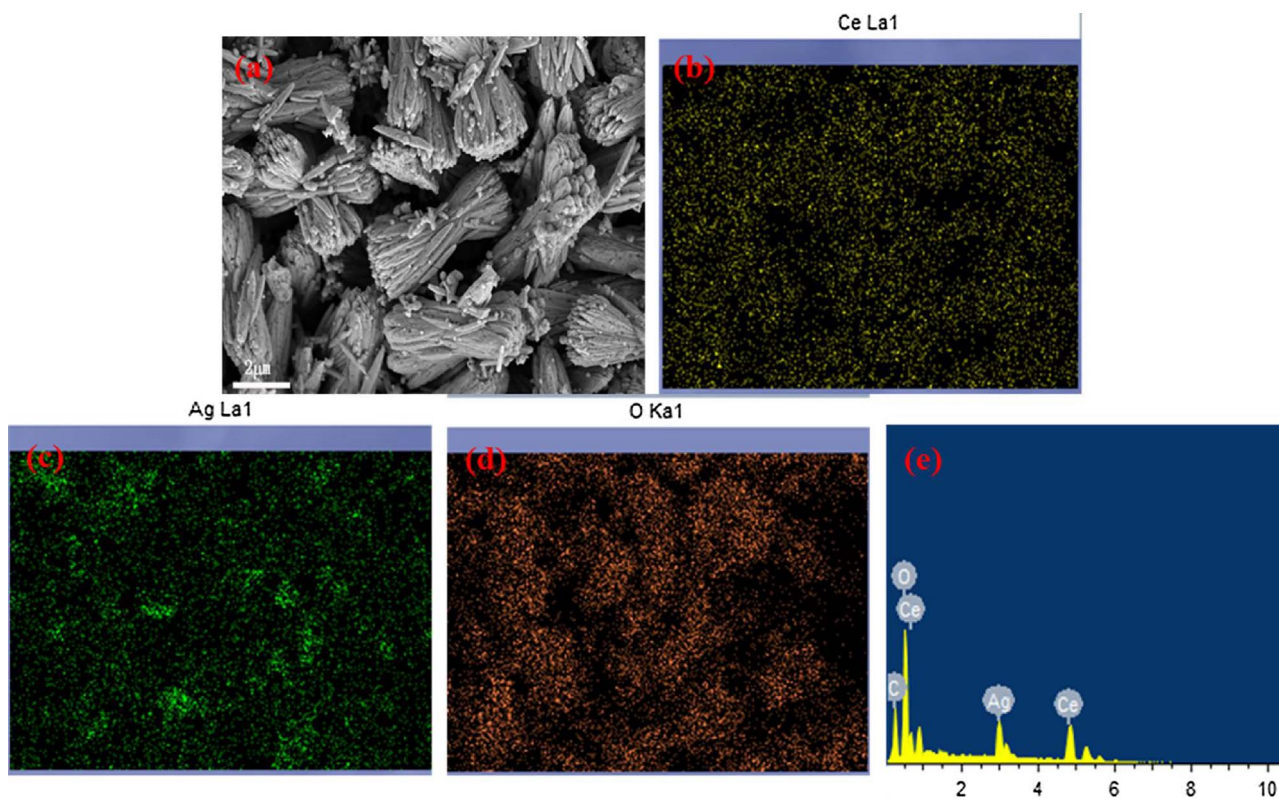 Ce La1
(a)
(b)
2μm
Ag La1
O Ka1
(c)
(d)
(e)
O
Ce
C
Ag
Ce
2 4 6 8 10